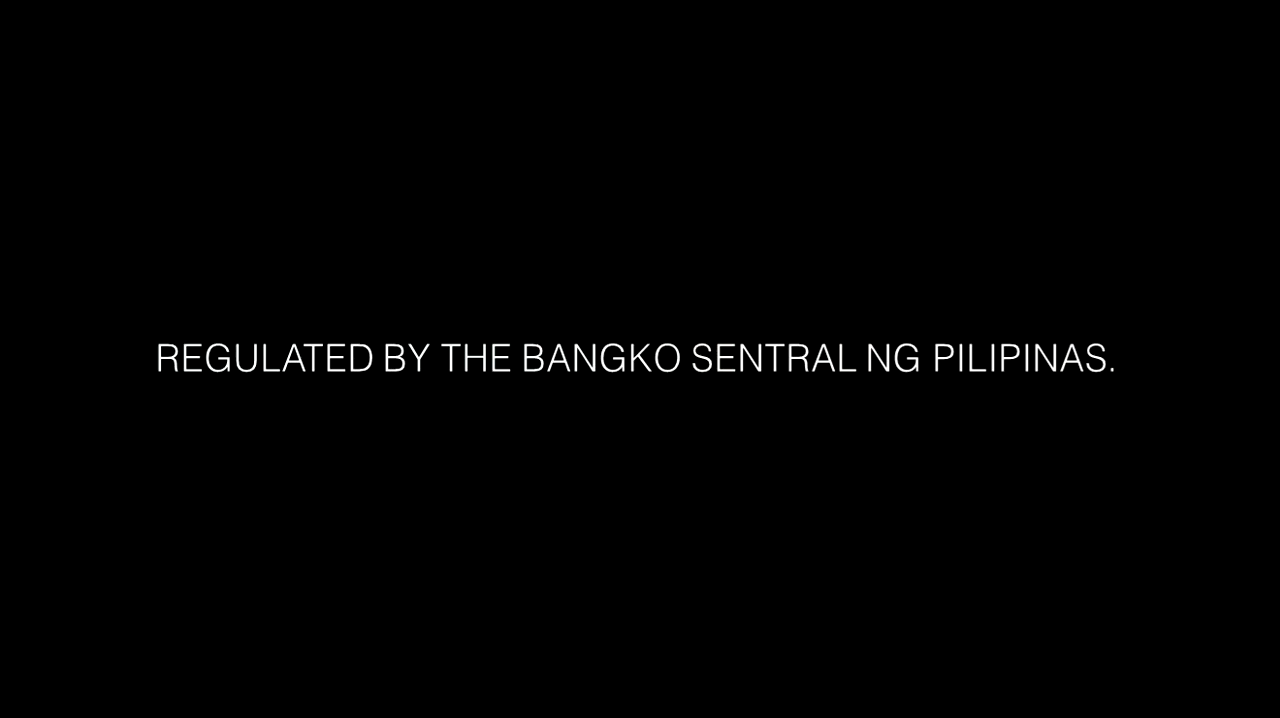 REGULATED BY THE BANGKO SENTRAL NG PILIPINAS.